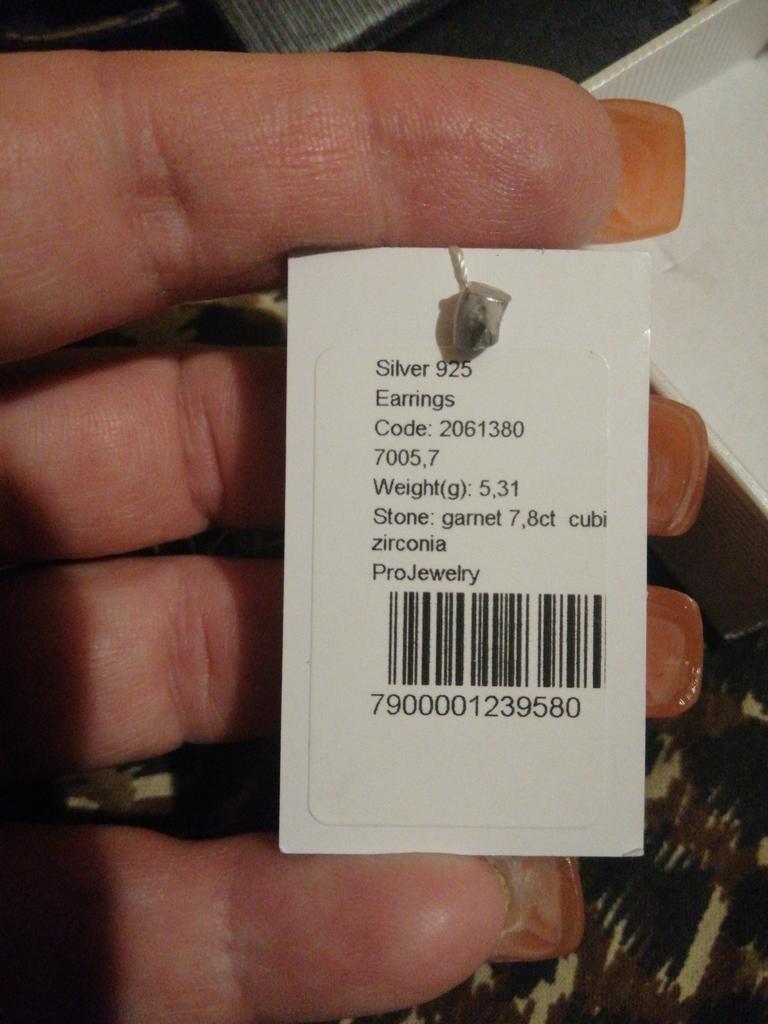 Silver 925
Earrings
Code: 2061380
7005,7
Weight(g): 5,31
Stone: garnet 7,8ct cubi
zirconia
ProJewelry
7900001239580